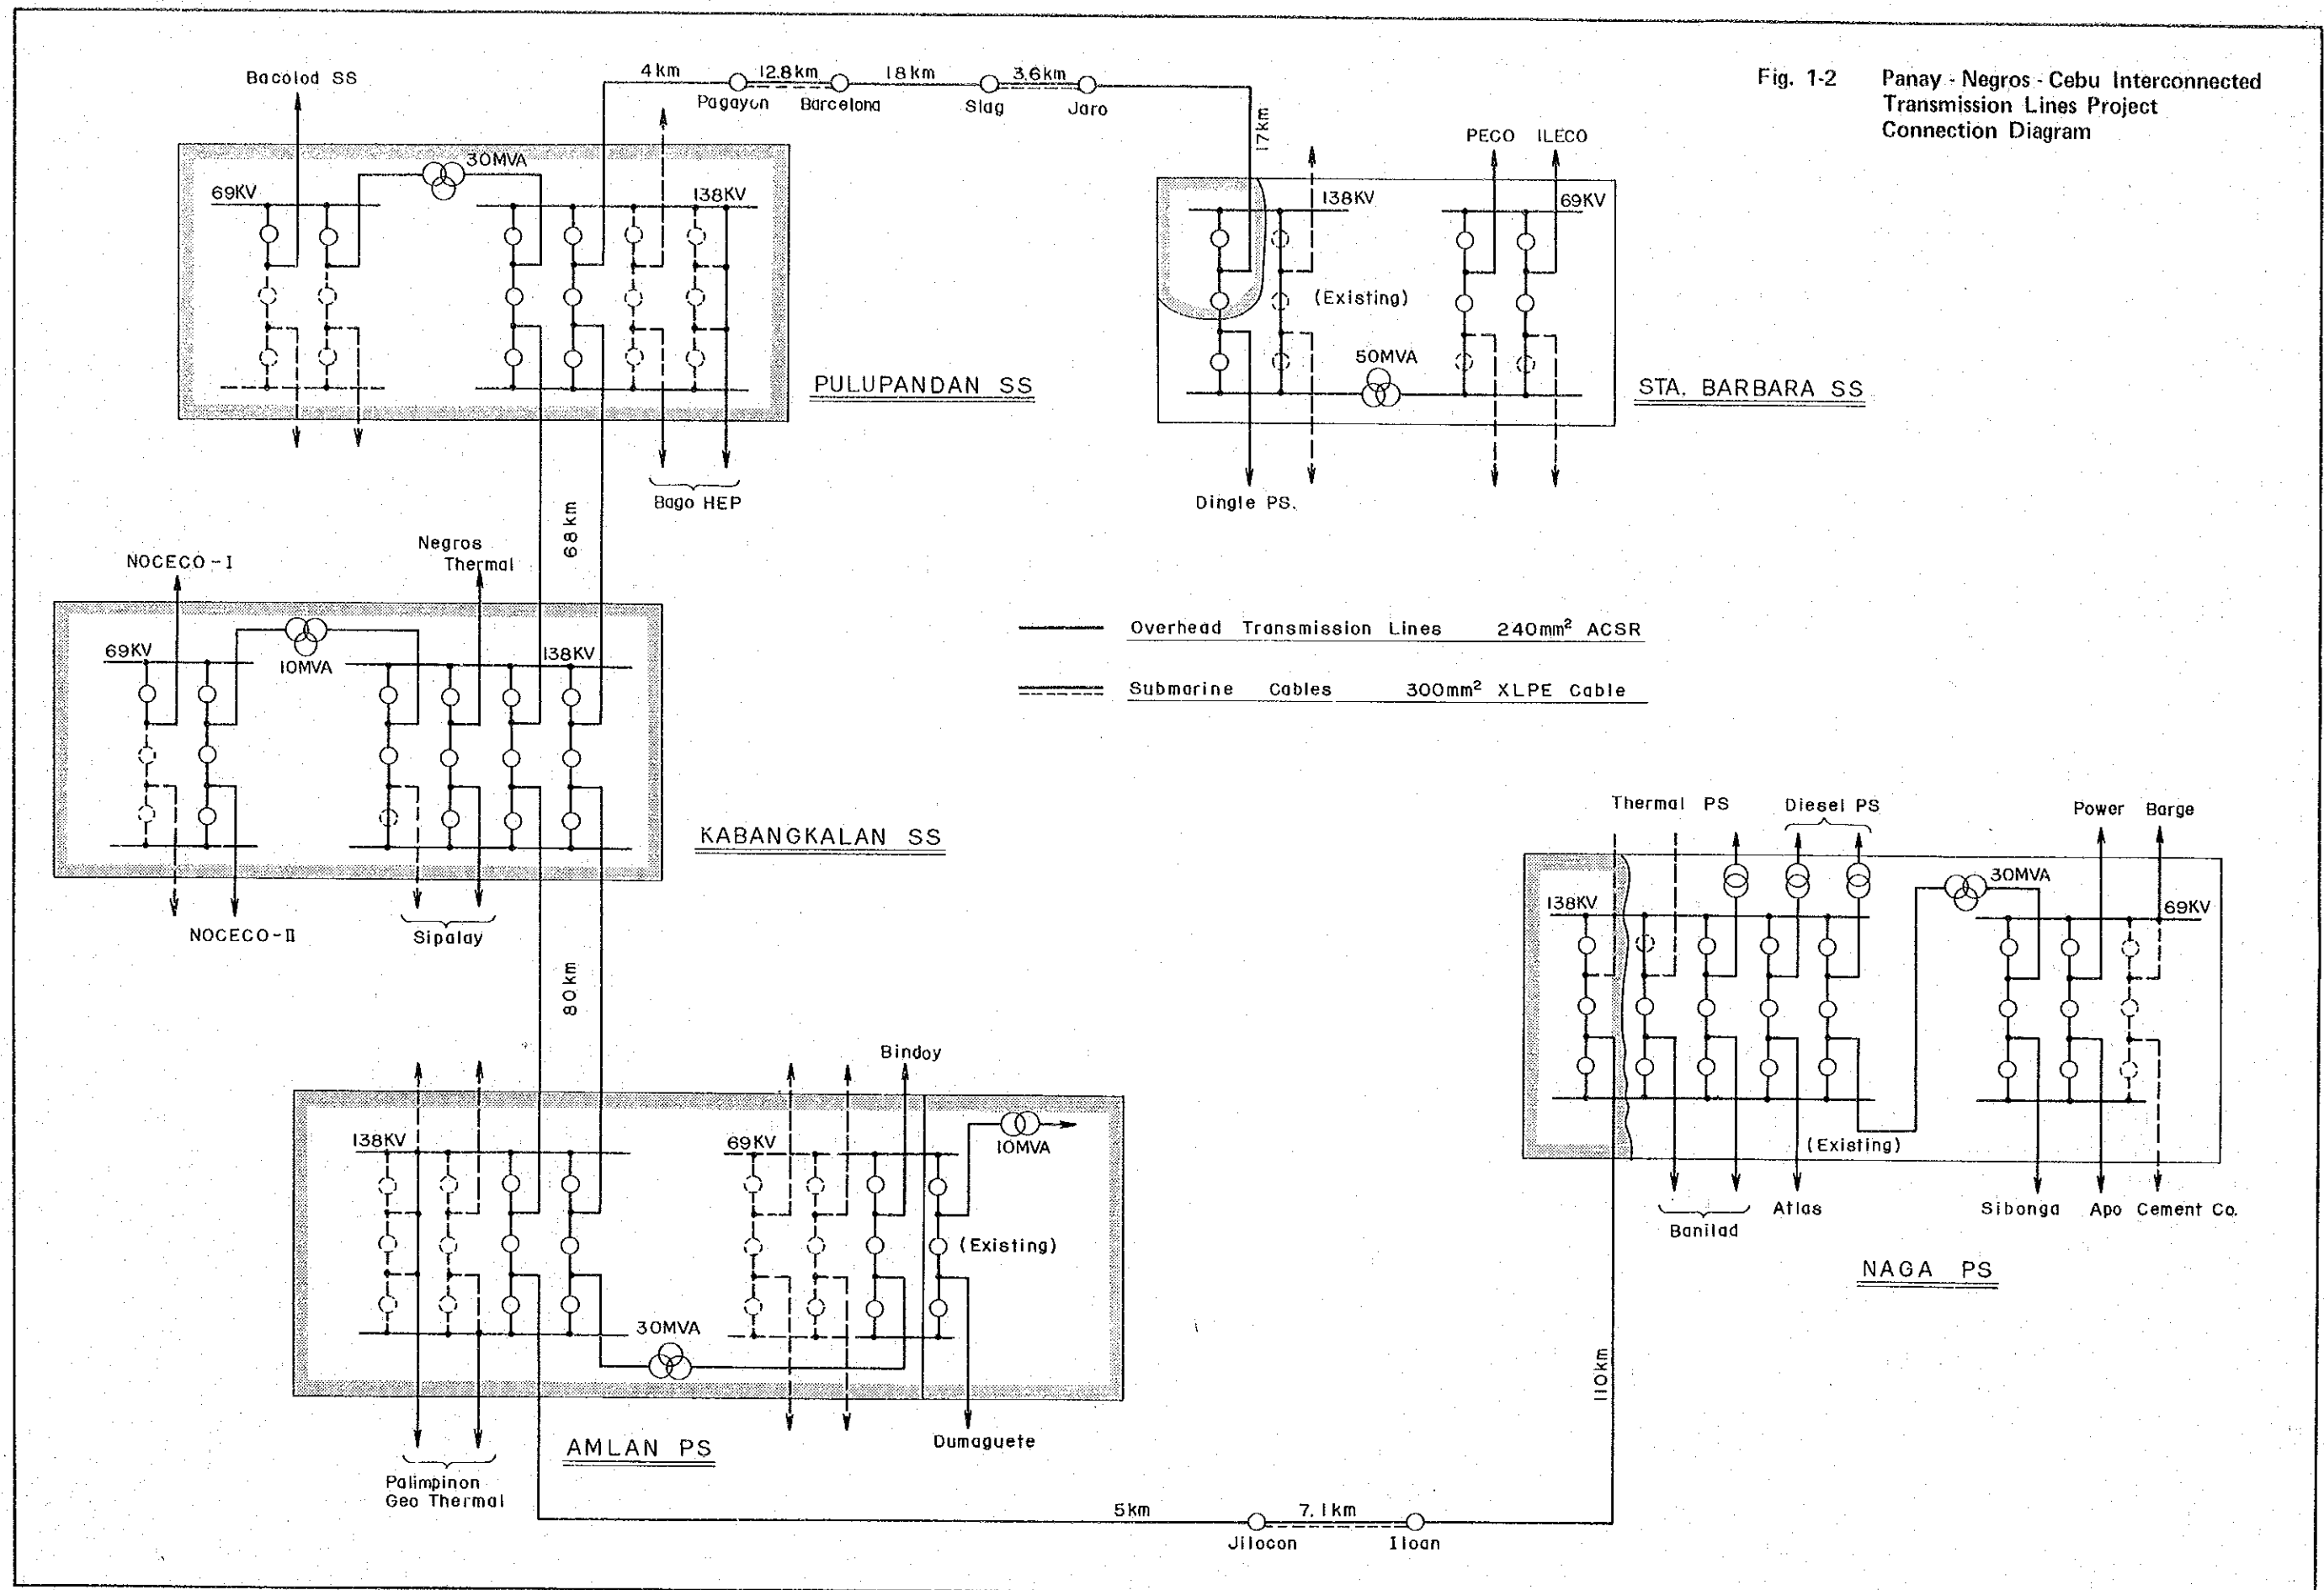 Fig. 1-2 Panay - Negros - Cebu Interconnected
Transmission Lines Project
Connection Diagram
Bacolod SS
4km
12.8km
18km
3.6km
Pagayon
Barcelona
Slag
Jaro
17km
30MVA
69KV
138KV
PULUPANDAN SS
Bago HEP
PECO
ILECO
138KV
69KV
(Existing)
50MVA
STA. BARBARA SS
Dingle PS.
68km
NOCECO-I
Negros
Thermal
69KV
10MVA
138KV
KABANGKALAN SS
NOCECO-II
Sipalay
Overhead Transmission Lines 240mm² ACSR
Submarine Cables 300mm² XLPE Cable
80km
Thermal PS
Diesel PS
Power Barge
138KV
30MVA
69KV
(Existing)
Banilad
Atlas
Sibonga
Apo Cement Co.
NAGA PS
Bindoy
138KV
69KV
10MVA
(Existing)
30MVA
AMLAN PS
Dumaguete
Palimpinon
Geo Thermal
110km
5km
7.1km
Jilocon
Iloan